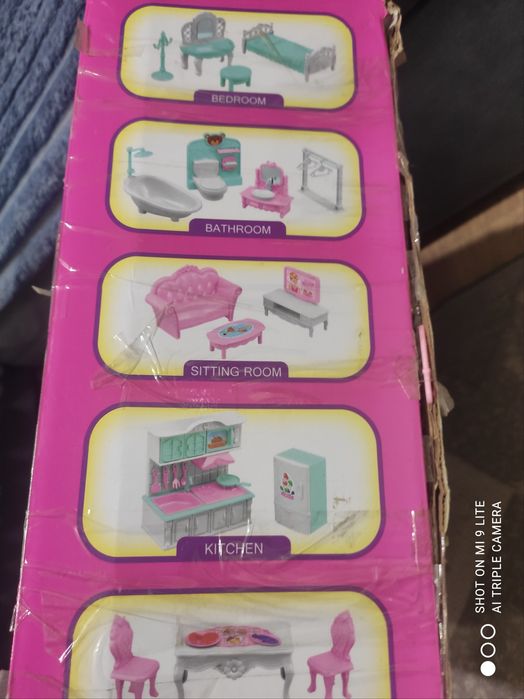 BEDROOM
BATHROOM
SITTING ROOM
KITCHEN
SHOT ON MI 9 LITE
AI TRIPLE CAMERA